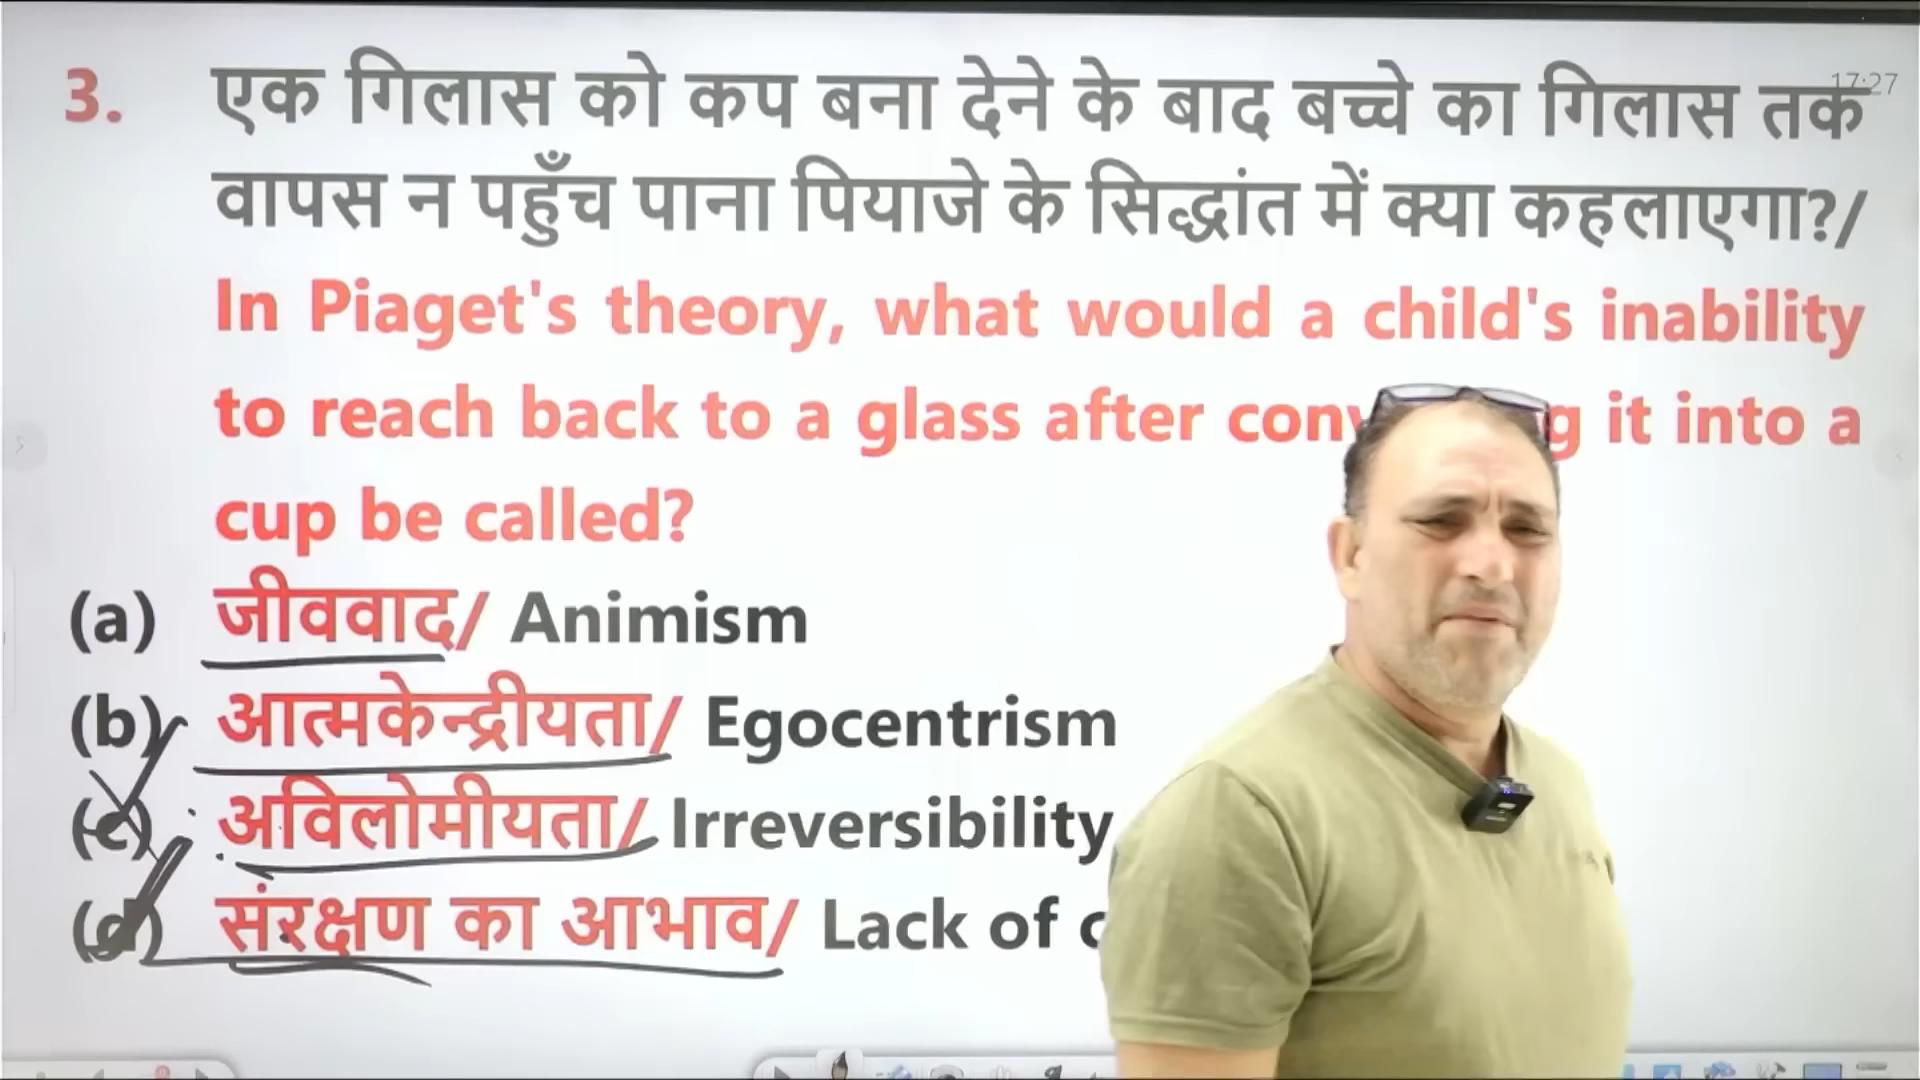 17:27
3. एक गिलास को कप बना देने के बाद बच्चे का गिलास तक
वापस न पहुँच पाना पियाजे के सिद्धांत में क्या कहलाएगा?/
In Piaget's theory, what would a child's inability
to reach back to a glass after it into a
cup be called?
(a) जीववाद/ Animism
(b) आत्मकेन्द्रीयता/ Egocentrism
(c) अविलोमीयता/ Irreversibility
(d) संरक्षण का आभाव/ Lack of